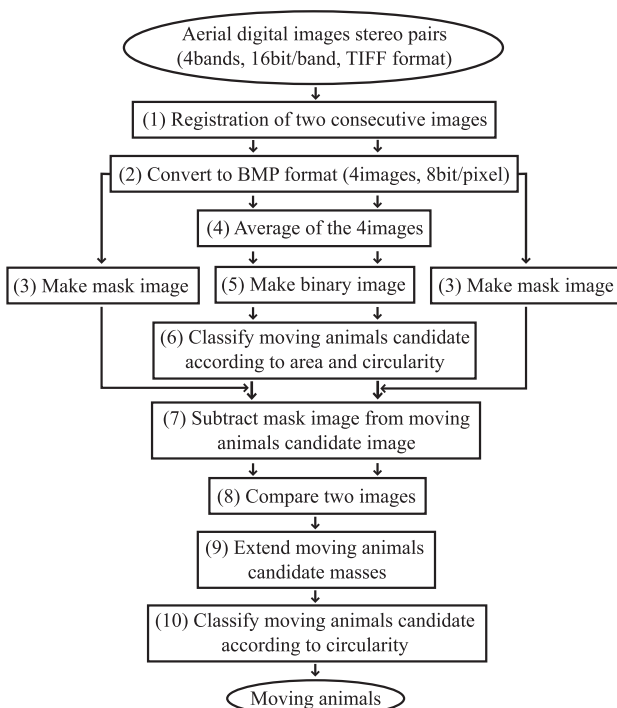 Aerial digital images stereo pairs
(4bands, 16bit/band, TIFF format)
(1) Registration of two consecutive images
(2) Convert to BMP format (4images, 8bit/pixel)
(4) Average of the 4images
(3) Make mask image
(5) Make binary image
(3) Make mask image
(6) Classify moving animals candidate
according to area and circularity
(7) Subtract mask image from moving
animals candidate image
(8) Compare two images
(9) Extend moving animals
candidate masses
(10) Classify moving animals candidate
according to circularity
Moving animals